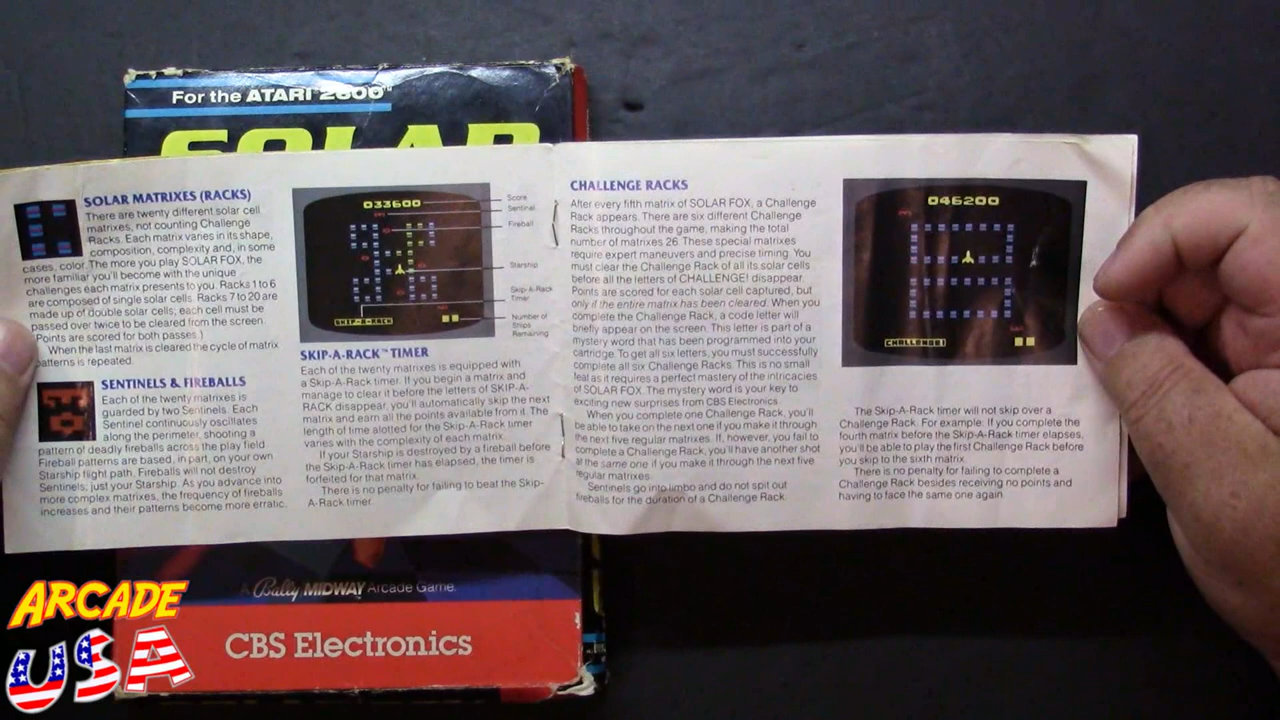 For the ATARI 2600™
SOLAR
SOLAR MATRIXES (RACKS)
There are twenty different solar cell
matrixes, not counting Challenge
Racks. Each matrix varies in its shape,
composition, complexity and, in some
cases, color. The more you play SOLAR FOX, the
more familiar you'll become with the unique
challenges each matrix presents to you. Racks 1 to 6
are composed of single solar cells. Racks 7 to 20 are
made up of double solar cells; each cell must be
passed over twice to be cleared from the screen.
(Points are scored for both passes.)
When the last matrix is cleared the cycle of matrix
patterns is repeated.
SENTINELS & FIREBALLS
Each of the twenty matrixes is
guarded by two Sentinels. Each
Sentinel continuously oscillates
along the perimeter, shooting a
pattern of deadly fireballs across the play field
Fireball patterns are based, in part, on your own
Starship flight path. Fireballs will not destroy
Sentinels; just your Starship. As you advance into
more complex matrixes, the frequency of fireballs
increases and their patterns become more erratic.
033600
SKIP-A-RACK
Score
Sentinel
Fireball
Starship
Skip-A-Rack
Timer
Number of
Ships
Remaining
SKIP-A-RACK™ TIMER
Each of the twenty matrixes is equipped with
a Skip-A-Rack timer. If you begin a matrix and
manage to clear it before the letters of SKIP-A-
RACK disappear, you'll automatically skip the next
matrix and earn all the points available from it. The
length of time alloted for the Skip-A-Rack timer
varies with the complexity of each matrix.
If your Starship is destroyed by a fireball before
the Skip-A-Rack timer has elapsed, the timer is
forfeited for that matrix.
There is no penalty for failing to beat the Skip-
A-Rack timer.
CHALLENGE RACKS
After every fifth matrix of SOLAR FOX, a Challenge
Rack appears. There are six different Challenge
Racks throughout the game, making the total
number of matrixes 26. These special matrixes
require expert maneuvers and precise timing. You
must clear the Challenge Rack of all its solar cells
before all the letters of CHALLENGE! disappear.
Points are scored for each solar cell captured, but
only if the entire matrix has been cleared. When you
complete the Challenge Rack, a code letter will
briefly appear on the screen. This letter is part of a
mystery word that has been programmed into your
cartridge. To get all six letters, you must successfully
complete all six Challenge Racks. This is no small
feat as it requires a perfect mastery of the intricacies
of SOLAR FOX. The mystery word is your key to
exciting new surprises from CBS Electronics
When you complete one Challenge Rack, you'll
be able to take on the next one if you make it through
the next five regular matrixes. If, however, you fail to
complete a Challenge Rack, you'll have another shot
at the same one if you make it through the next five
regular matrixes.
Sentinels go into limbo and do not spit out
fireballs for the duration of a Challenge Rack.
046200
CHALLENGE!
The Skip-A-Rack timer will not skip over a
Challenge Rack. For example: If you complete the
fourth matrix before the Skip-A-Rack timer elapses,
you'll be able to play the first Challenge Rack before
you skip to the sixth matrix.
There is no penalty for failing to complete a
Challenge Rack besides receiving no points and
having to face the same one again.
A Bally MIDWAY Arcade Game.
CBS Electronics
ARCADE
USA